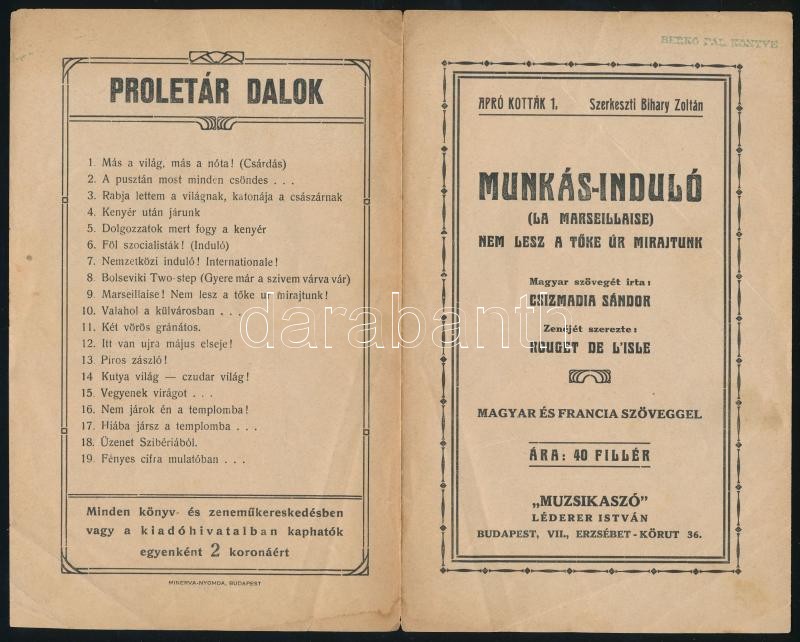 PROLETÁR DALOK
1. Más a világ, más a nóta! (Csárdás)
2. A pusztán most minden csöndes . . .
3. Rabja lettem a világnak, katonája a császárnak
4. Kenyér után járunk
5. Dolgozzatok mert fogy a kenyér
6. Föl szocialisták! (Induló)
7. Nemzetközi induló! Internationale!
8. Bolseviki Two-step (Gyere már a szivem várva vár)
9. Marseillaise! Nem lesz a tőke ur mirajtunk!
10. Valahol a külvárosban . . .
11. Két vörös gránátos.
12. Itt van ujra május elseje!
13. Piros zászló!
14 Kutya világ — czudar világ!
15. Vegyenek virágot . . .
16. Nem járok én a templomba!
17. Hiába jársz a templomba . . .
18. Üzenet Szibériából.
19. Fényes cifra mulatóban . . .
Minden könyv- és zeneműkereskedésben
vagy a kiadóhivatalban kaphatók
egyenként 2 koronáért
MINERVA-NYOMDA, BUDAPEST
BERKÓ PÁL KÖNYVE
APRÓ KOTTÁK 1. Szerkeszti Bihary Zoltán
MUNKÁS-INDULÓ
(LA MARSEILLAISE)
NEM LESZ A TŐKE ÚR MIRAJTUNK
Magyar szövegét irta:
CSIZMADIA SÁNDOR
Zenéjét szerezte:
ROUGET DE L'ISLE
MAGYAR ÉS FRANCIA SZÖVEGGEL
ÁRA: 40 FILLÉR
„MUZSIKASZÓ"
LÉDERER ISTVÁN
BUDAPEST, VII., ERZSÉBET-KÖRUT 36.
darabanth